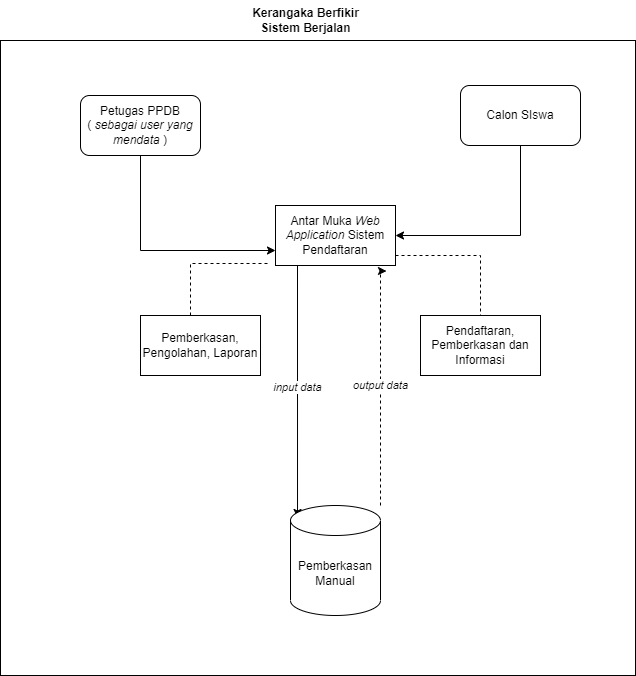 Kerangaka Berfikir
Sistem Berjalan
Petugas PPDB
( sebagai user yang
mendata )
Calon SIswa
Antar Muka Web
Application Sistem
Pendaftaran
Pemberkasan,
Pengolahan, Laporan
Pendaftaran,
Pemberkasan dan
Informasi
input data
output data
Pemberkasan
Manual